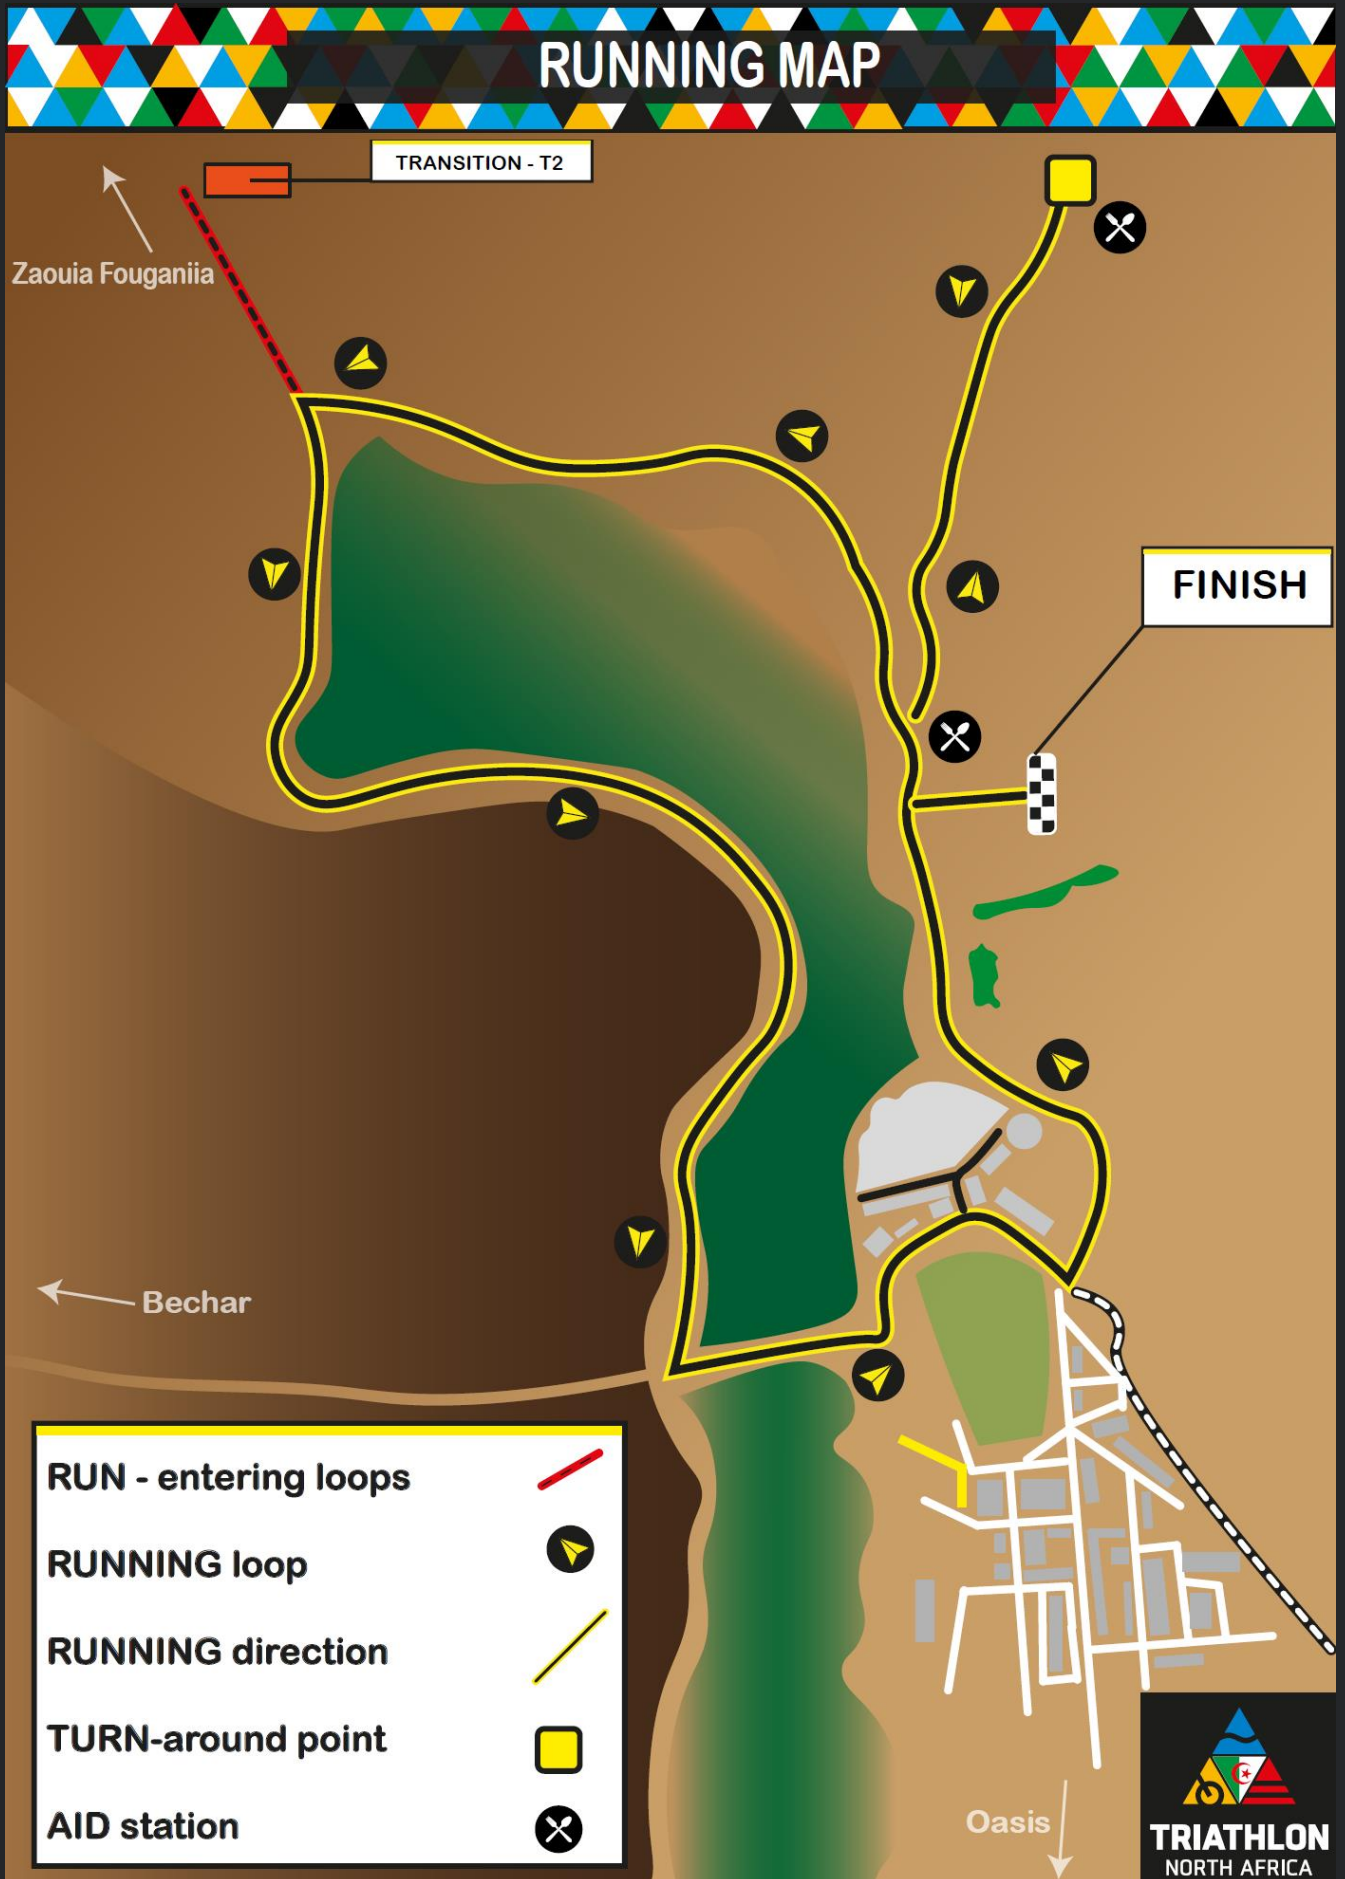 RUNNING MAP
TRANSITION - T2
Zaouia Fouganiia
FINISH
Bechar
RUN - entering loops
RUNNING loop
RUNNING direction
TURN-around point
AID station
Oasis
TRIATHLON
NORTH AFRICA